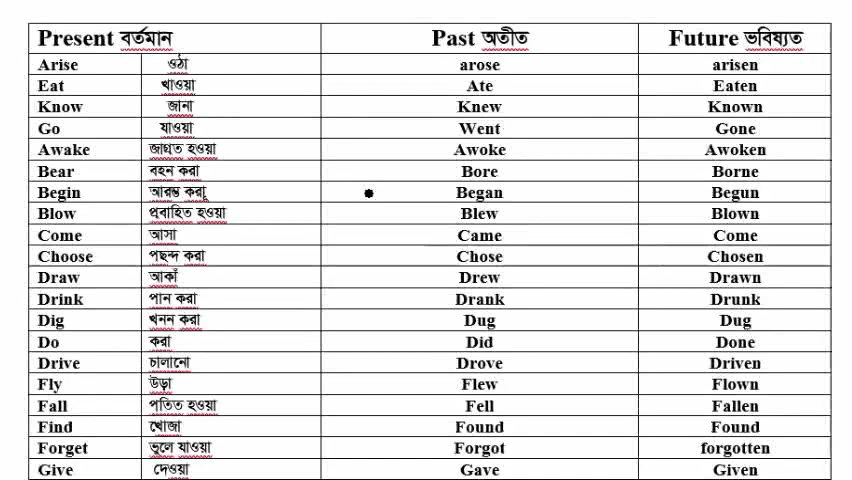 Present বর্তমান Past অতীত Future ভবিষ্যত
Arise ওঠা arose arisen
Eat খাওয়া Ate Eaten
Know জানা Knew Known
Go যাওয়া Went Gone
Awake জাগ্রত হওয়া Awoke Awoken
Bear বহন করা Bore Borne
Begin আরম্ভ করা Began Begun
Blow প্রবাহিত হওয়া Blew Blown
Come আসা Came Come
Choose পছন্দ করা Chose Chosen
Draw আকাঁ Drew Drawn
Drink পান করা Drank Drunk
Dig খনন করা Dug Dug
Do করা Did Done
Drive চালানো Drove Driven
Fly উড়া Flew Flown
Fall পতিত হওয়া Fell Fallen
Find খোজা Found Found
Forget ভুলে যাওয়া Forgot forgotten
Give দেওয়া Gave Given